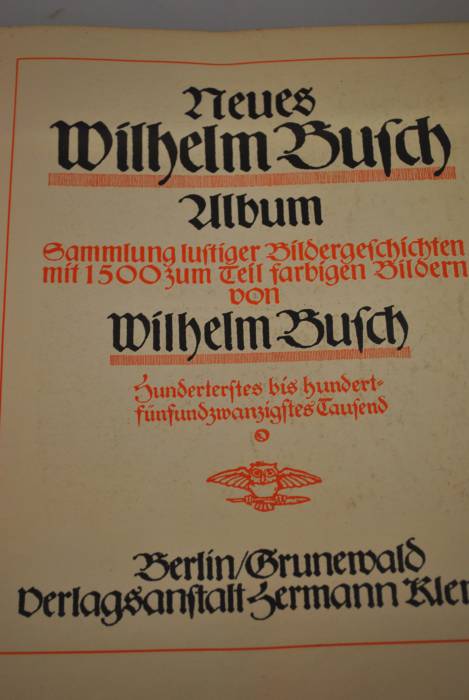 Neues
Wilhelm Buſch
Album
Sammlung luſtiger Bildergeſchichten
mit 1500 zum Teil farbigen Bildern
von
Wilhelm Buſch
Hunderterſtes bis hundert-
fünfundzwanzigſtes Tauſend
Berlin/Grunewald
Verlagsanſtalt Hermann Klem